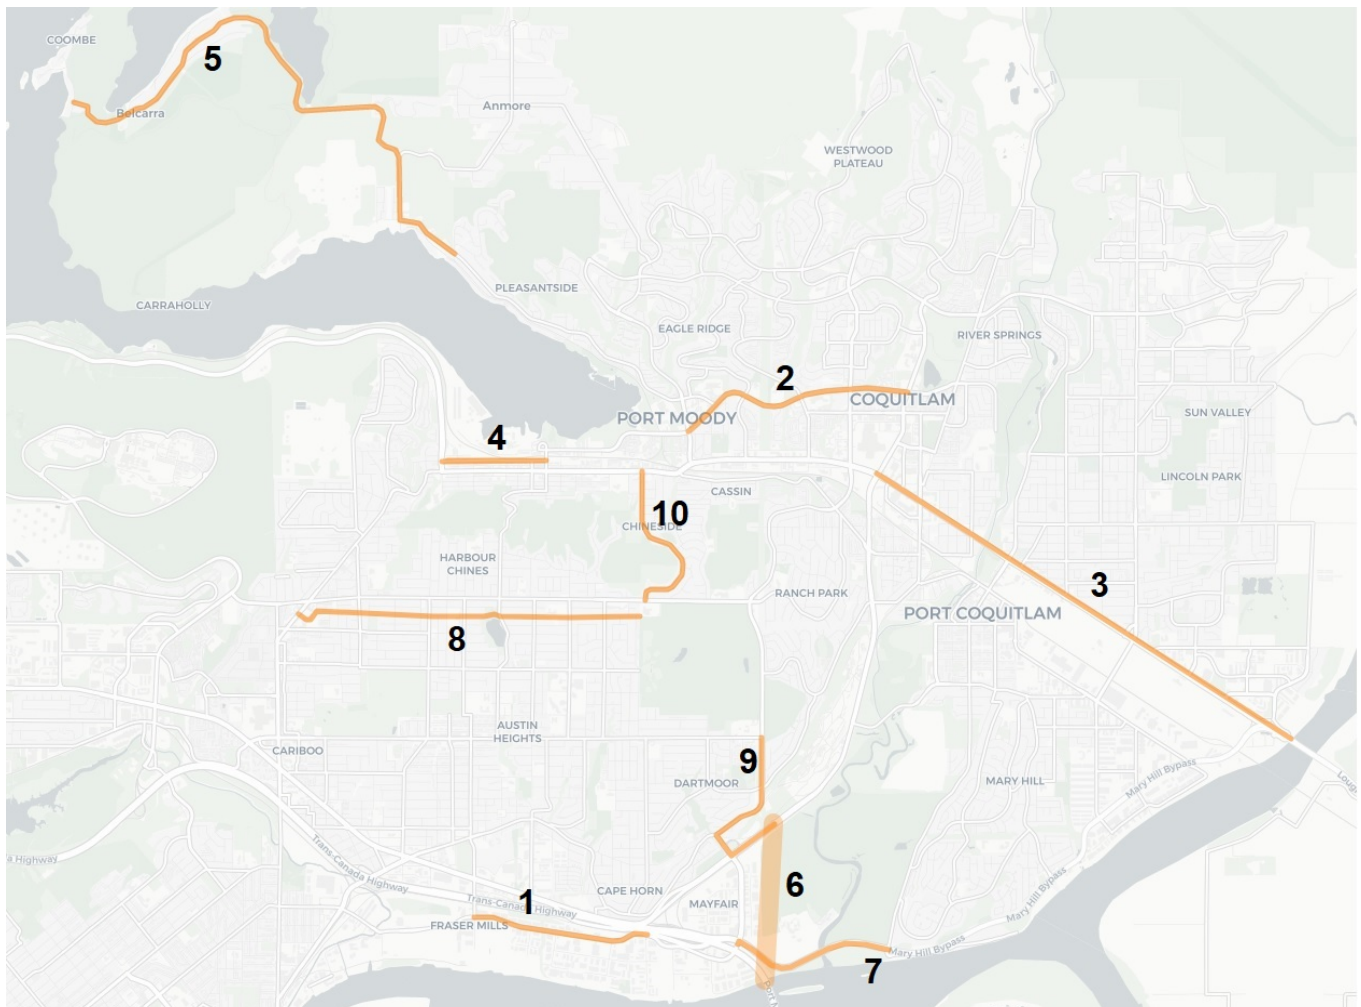 COOMBE
5
Belcarra
Anmore
WESTWOOD
PLATEAU
PLEASANTSIDE
CARRAHOLLY
EAGLE RIDGE
RIVER SPRINGS
2
COQUITLAM
PORT MOODY
SUN VALLEY
4
LINCOLN PARK
CASSIN
10
CHINESIDE
HARBOUR
CHINES
RANCH PARK
3
PORT COQUITLAM
8
AUSTIN
HEIGHTS
CARIBOO
9
DARTMOOR
MARY HILL
Mary Hill Bypass
Loug
Trans-Canada Highway
a Highway
6
CAPE HORN
MAYFAIR
1
Trans-Canada Highway
FRASER MILLS
Mary Hill Bypass
Mary Hill Bypass
7